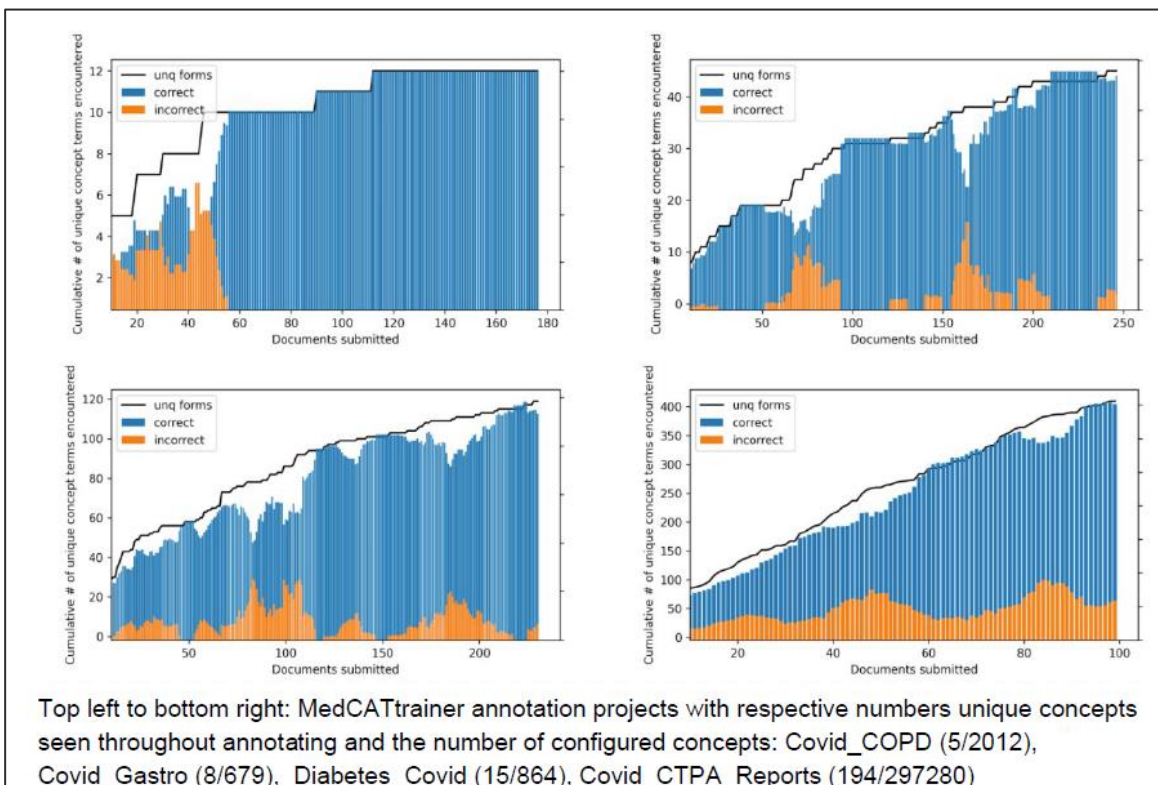 Cumulative # of unique concept terms encountered
12
10
8
6
4
2
unq forms
correct
incorrect
20 40 60 80 100 120 140 160 180
Documents submitted
Cumulative # of unique concept terms encountered
40
30
20
10
0
unq forms
correct
incorrect
50 100 150 200 250
Documents submitted
Cumulative # of unique concept terms encountered
120
100
80
60
40
20
0
unq forms
correct
incorrect
50 100 150 200
Documents submitted
Cumulative # of unique concept terms encountered
400
350
300
250
200
150
100
50
0
unq forms
correct
incorrect
20 40 60 80 100
Documents submitted
Top left to bottom right: MedCATtrainer annotation projects with respective numbers unique concepts
seen throughout annotating and the number of configured concepts: Covid_COPD (5/2012),
Covid_Gastro (8/679), Diabetes_Covid (15/864), Covid_CTPA_Reports (194/297280)